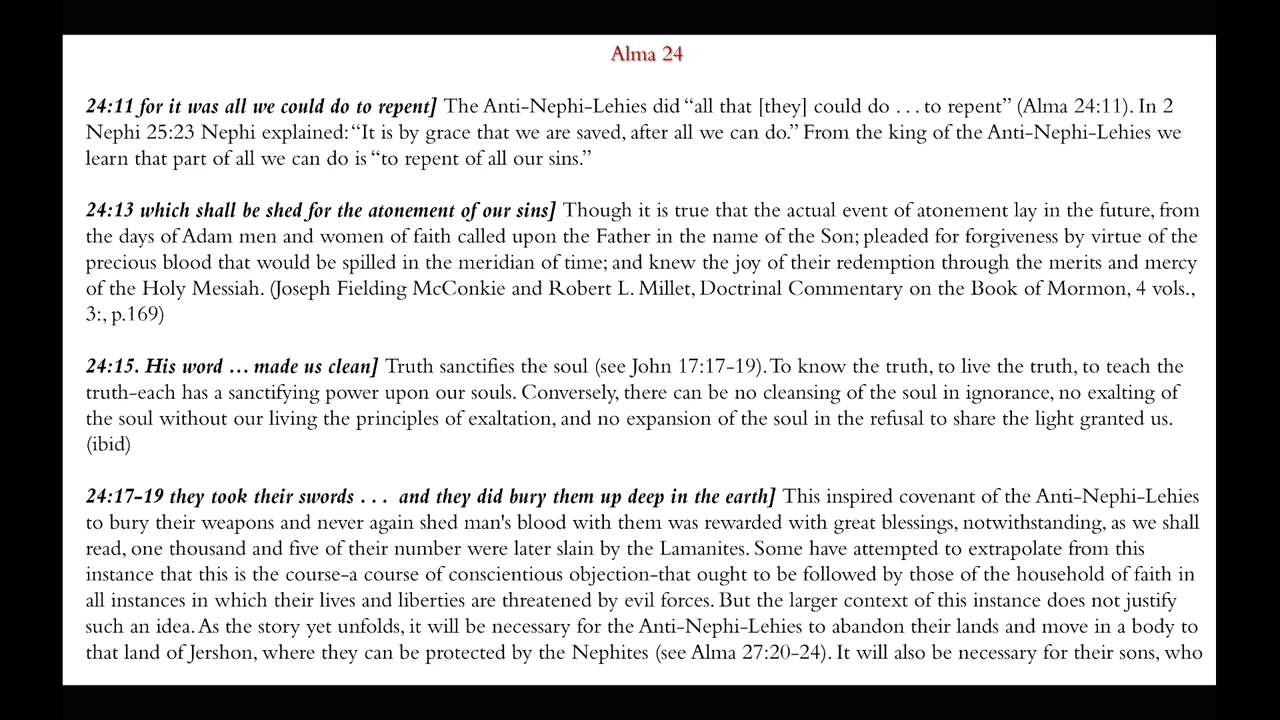 Alma 24
24:11 for it was all we could do to repent] The Anti-Nephi-Lehies did “all that [they] could do . . . to repent” (Alma 24:11). In 2
Nephi 25:23 Nephi explained: “It is by grace that we are saved, after all we can do.” From the king of the Anti-Nephi-Lehies we
learn that part of all we can do is “to repent of all our sins.”
24:13 which shall be shed for the atonement of our sins] Though it is true that the actual event of atonement lay in the future, from
the days of Adam men and women of faith called upon the Father in the name of the Son; pleaded for forgiveness by virtue of the
precious blood that would be spilled in the meridian of time; and knew the joy of their redemption through the merits and mercy
of the Holy Messiah. (Joseph Fielding McConkie and Robert L. Millet, Doctrinal Commentary on the Book of Mormon, 4 vols.,
3:, p.169)
24:15. His word ... made us clean] Truth sanctifies the soul (see John 17:17-19). To know the truth, to live the truth, to teach the
truth-each has a sanctifying power upon our souls. Conversely, there can be no cleansing of the soul in ignorance, no exalting of
the soul without our living the principles of exaltation, and no expansion of the soul in the refusal to share the light granted us.
(ibid)
24:17-19 they took their swords . . . and they did bury them up deep in the earth] This inspired covenant of the Anti-Nephi-Lehies
to bury their weapons and never again shed man's blood with them was rewarded with great blessings, notwithstanding, as we shall
read, one thousand and five of their number were later slain by the Lamanites. Some have attempted to extrapolate from this
instance that this is the course-a course of conscientious objection-that ought to be followed by those of the household of faith in
all instances in which their lives and liberties are threatened by evil forces. But the larger context of this instance does not justify
such an idea. As the story yet unfolds, it will be necessary for the Anti-Nephi-Lehies to abandon their lands and move in a body to
that land of Jershon, where they can be protected by the Nephites (see Alma 27:20-24). It will also be necessary for their sons, who